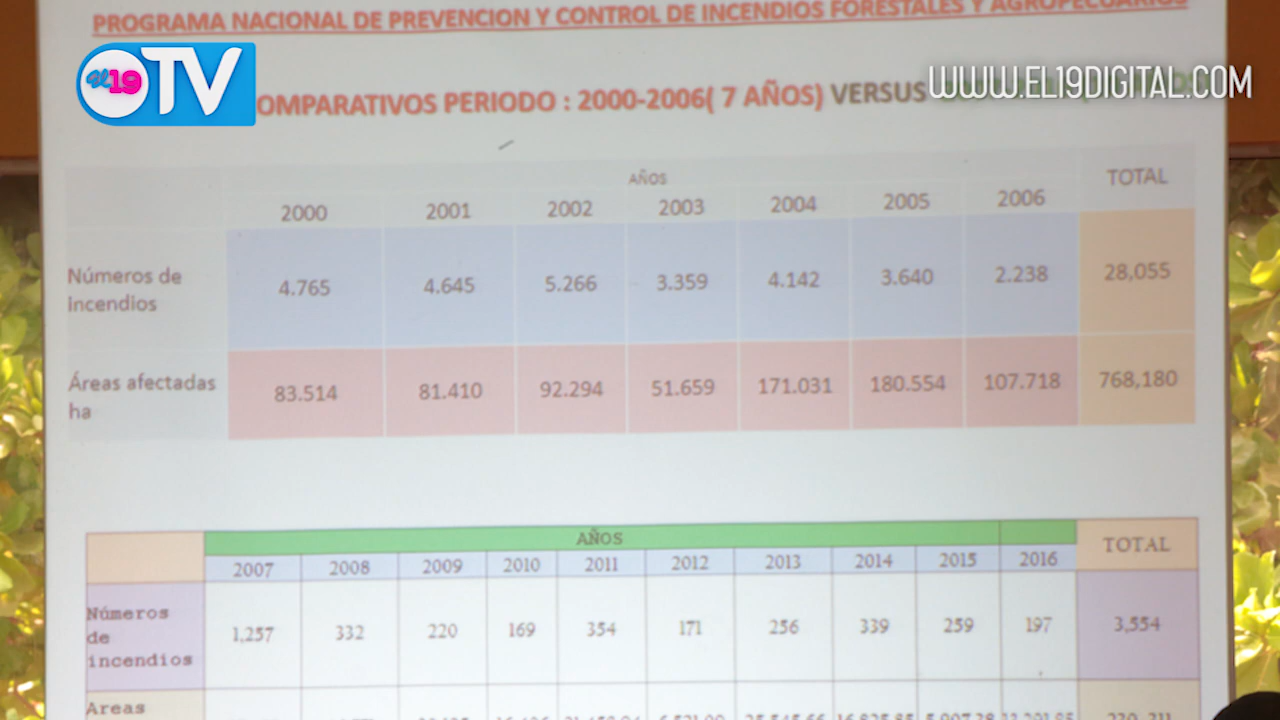 PROGRAMA NACIONAL DE PREVENCION Y CONTROL DE INCENDIOS FORESTALES Y AGROPECUARIOS
El 19 TV
WWW.EL19DIGITAL.COM
OMPARATIVOS PERIODO : 2000-2006( 7 AÑOS) VERSUS
AÑOS TOTAL
2000 2001 2002 2003 2004 2005 2006
Números de incendios 4.765 4.645 5.266 3.359 4.142 3.640 2.238 28,055
Áreas afectadas ha 83.514 81.410 92.294 51.659 171.031 180.554 107.718 768,180
AÑOS TOTAL
2007 2008 2009 2010 2011 2012 2013 2014 2015 2016
Números de incendios 1,257 332 220 169 354 171 256 339 259 197 3,554
Areas